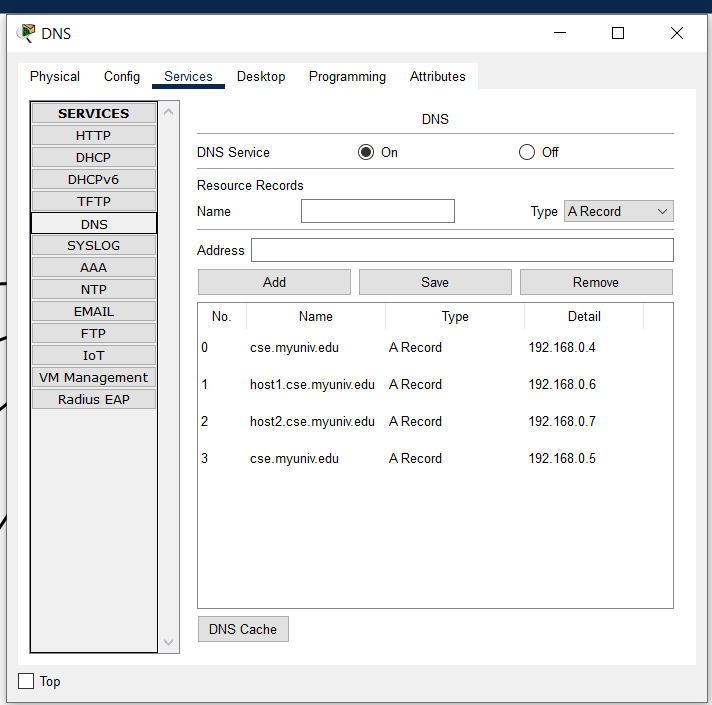 DNS
Physical Config Services Desktop Programming Attributes
SERVICES
HTTP
DHCP
DHCPv6
TFTP
DNS
SYSLOG
AAA
NTP
EMAIL
FTP
IoT
VM Management
Radius EAP
DNS
DNS Service On Off
Resource Records
Name Type A Record
Address
Add Save Remove
No. Name Type Detail
0 cse.myuniv.edu A Record 192.168.0.4
1 host1.cse.myuniv.edu A Record 192.168.0.6
2 host2.cse.myuniv.edu A Record 192.168.0.7
3 cse.myuniv.edu A Record 192.168.0.5
DNS Cache
Top